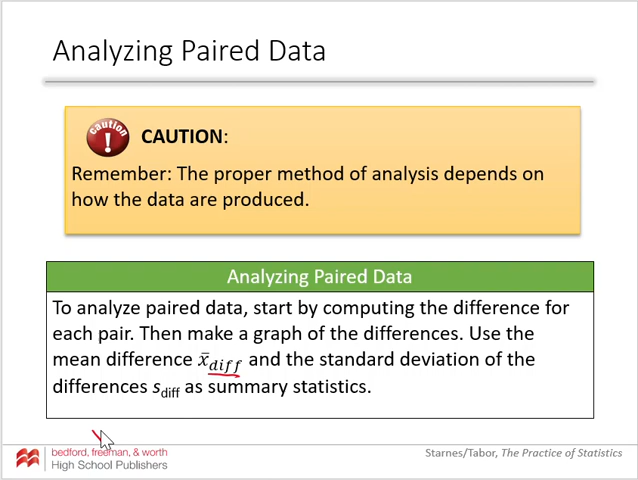 Analyzing Paired Data
caution
!
CAUTION:
Remember: The proper method of analysis depends on
how the data are produced.
Analyzing Paired Data
To analyze paired data, start by computing the difference for
each pair. Then make a graph of the differences. Use the
mean difference x̄diff and the standard deviation of the
differences sdiff as summary statistics.
bedford, freeman, & worth
High School Publishers
Starnes/Tabor, The Practice of Statistics